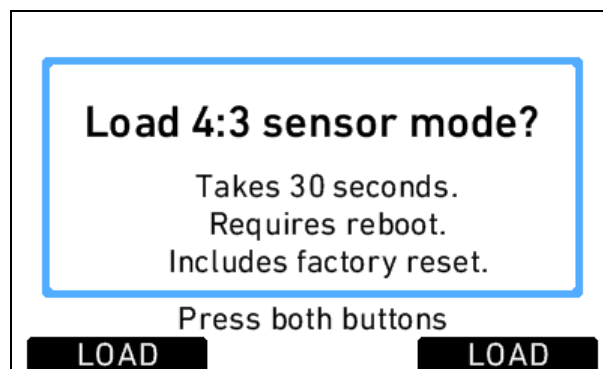 Load 4:3 sensor mode?
Takes 30 seconds.
Requires reboot.
Includes factory reset.
Press both buttons
LOAD LOAD